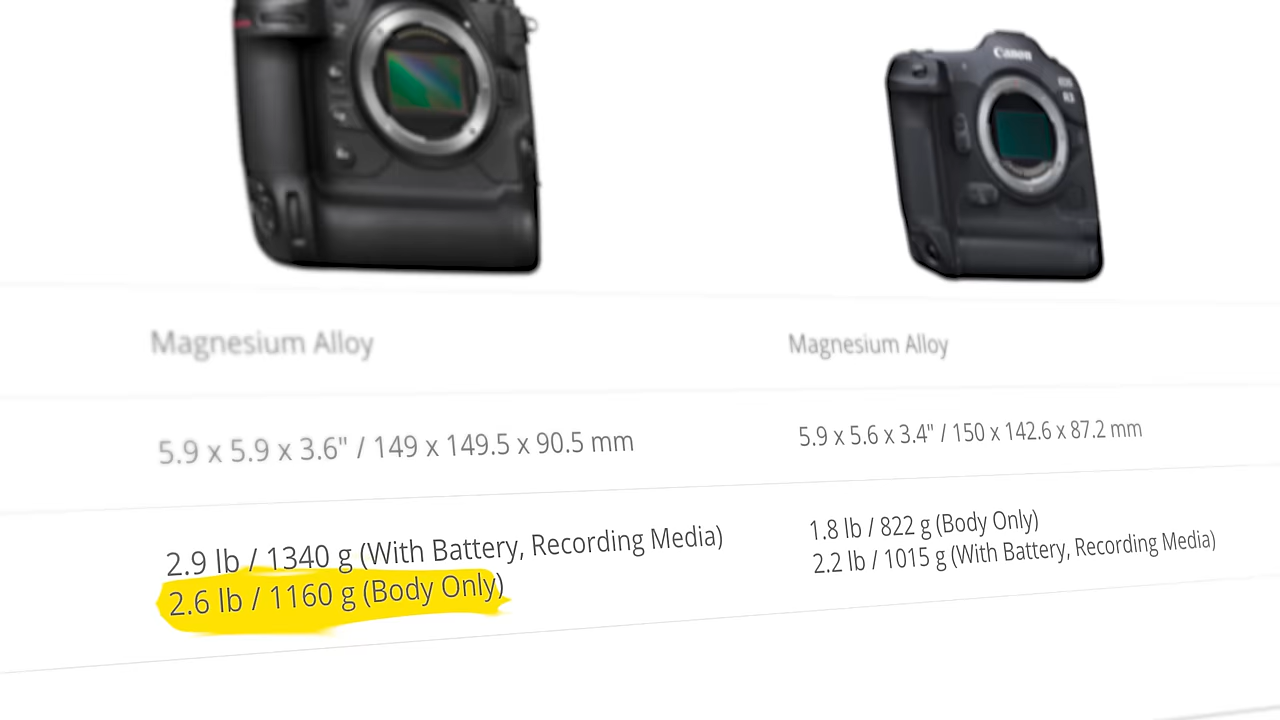 Canon
R3
Magnesium Alloy
Magnesium Alloy
5.9 x 5.9 x 3.6" / 149 x 149.5 x 90.5 mm
5.9 x 5.6 x 3.4" / 150 x 142.6 x 87.2 mm
2.9 lb / 1340 g (With Battery, Recording Media)
2.6 lb / 1160 g (Body Only)
1.8 lb / 822 g (Body Only)
2.2 lb / 1015 g (With Battery, Recording Media)